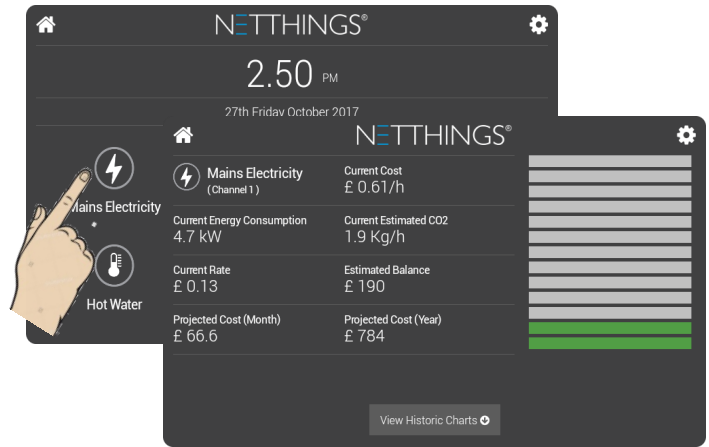 NETTHINGS®
2.50 PM
27th Friday October 2017
Mains Electricity
Hot Water
NETTHINGS®
Mains Electricity
( Channel 1 )
Current Cost
£ 0.61/h
Current Energy Consumption
4.7 kW
Current Estimated CO2
1.9 Kg/h
Current Rate
£ 0.13
Estimated Balance
£ 190
Projected Cost (Month)
£ 66.6
Projected Cost (Year)
£ 784
View Historic Charts